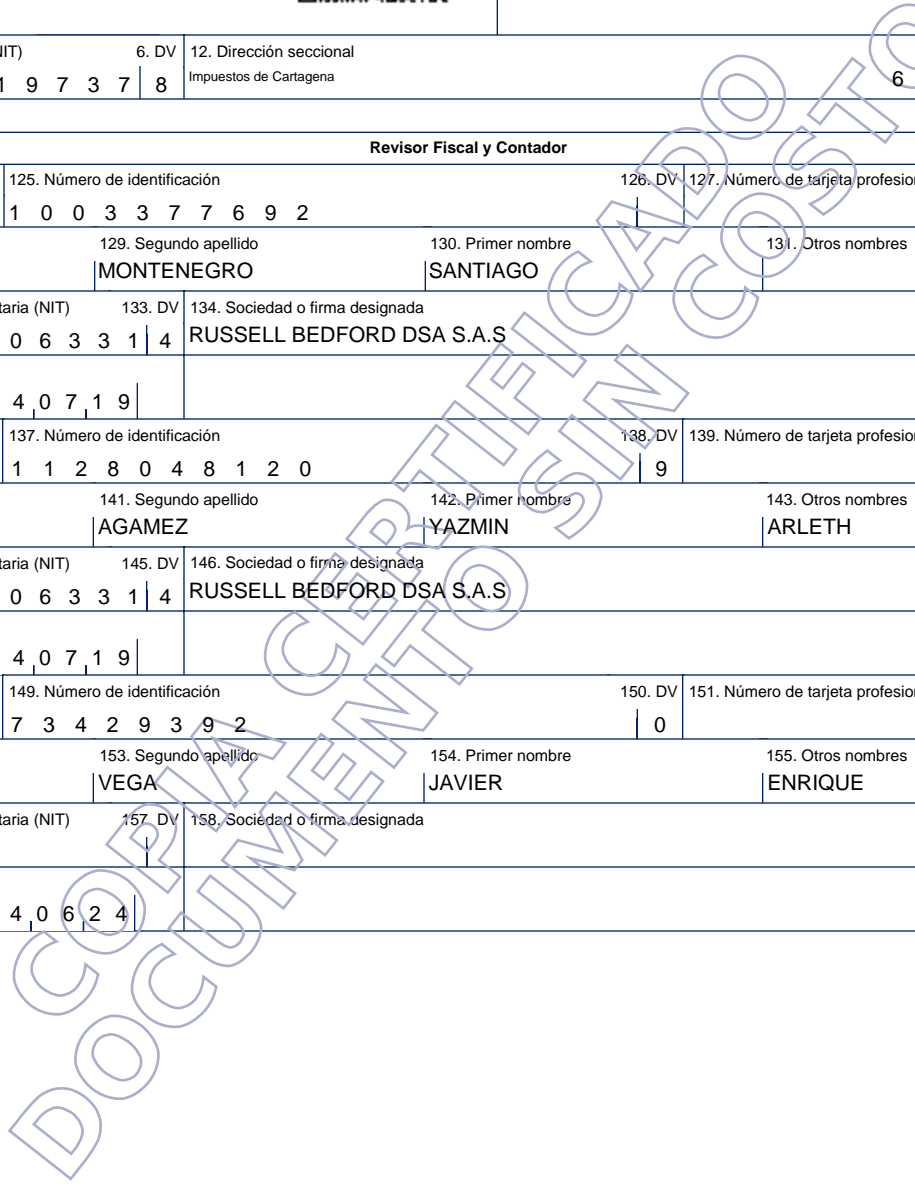 NIT) 6. DV 12. Dirección seccional
1 9 7 3 7 8 Impuestos de Cartagena 6
Revisor Fiscal y Contador
125. Número de identificación 126. DV 127. Número de tarjeta profesion
1 0 0 3 3 7 7 6 9 2
129. Segundo apellido 130. Primer nombre 131. Otros nombres
MONTENEGRO SANTIAGO
taria (NIT) 133. DV 134. Sociedad o firma designada
0 6 3 3 1 4 RUSSELL BEDFORD DSA S.A.S
4 0 7 1 9
137. Número de identificación 138. DV 139. Número de tarjeta profesion
1 1 2 8 0 4 8 1 2 0 9
141. Segundo apellido 142. Primer nombre 143. Otros nombres
AGAMEZ YAZMIN ARLETH
taria (NIT) 145. DV 146. Sociedad o firma designada
0 6 3 3 1 4 RUSSELL BEDFORD DSA S.A.S
4 0 7 1 9
149. Número de identificación 150. DV 151. Número de tarjeta profesion
7 3 4 2 9 3 9 2 0
153. Segundo apellido 154. Primer nombre 155. Otros nombres
VEGA JAVIER ENRIQUE
taria (NIT) 157. DV 158. Sociedad o firma designada
4 0 6 2 4
COPIA CERTIFICADO
DOCUMENTO SIN COSTO